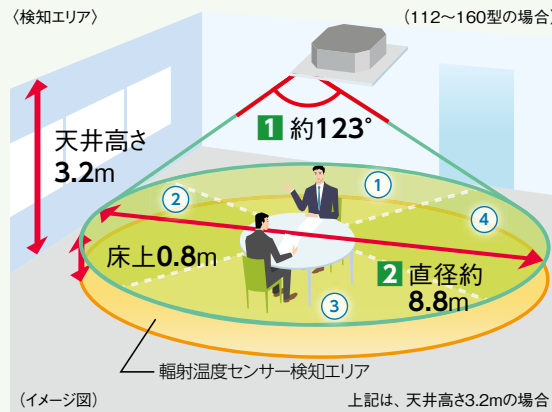 〈検知エリア〉
(112~160型の場合)
1 約123°
天井高さ
3.2m
①
②
④
床上0.8m
2 直径約
8.8m
③
輻射温度センサー検知エリア
(イメージ図)
上記は、天井高さ3.2mの場合